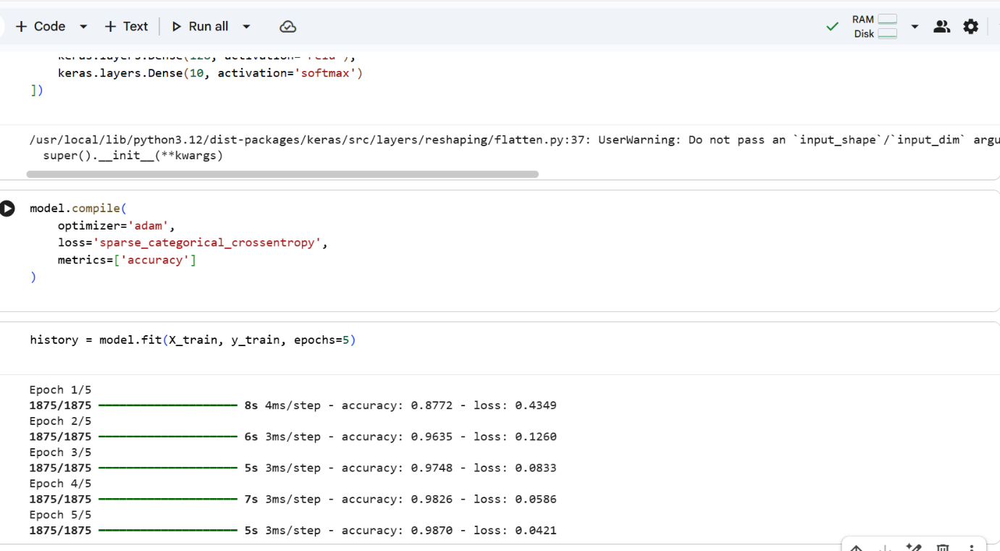 + Code + Text Run all RAM
Disk
keras.layers.Dense(128, activation='relu'),
keras.layers.Dense(10, activation='softmax')
])
/usr/local/lib/python3.12/dist-packages/keras/src/layers/reshaping/flatten.py:37: UserWarning: Do not pass an `input_shape`/`input_dim` argu
super().__init__(**kwargs)
model.compile(
optimizer='adam',
loss='sparse_categorical_crossentropy',
metrics=['accuracy']
)
history = model.fit(X_train, y_train, epochs=5)
Epoch 1/5
1875/1875 8s 4ms/step - accuracy: 0.8772 - loss: 0.4349
Epoch 2/5
1875/1875 6s 3ms/step - accuracy: 0.9635 - loss: 0.1260
Epoch 3/5
1875/1875 5s 3ms/step - accuracy: 0.9748 - loss: 0.0833
Epoch 4/5
1875/1875 7s 3ms/step - accuracy: 0.9826 - loss: 0.0586
Epoch 5/5
1875/1875 5s 3ms/step - accuracy: 0.9870 - loss: 0.0421